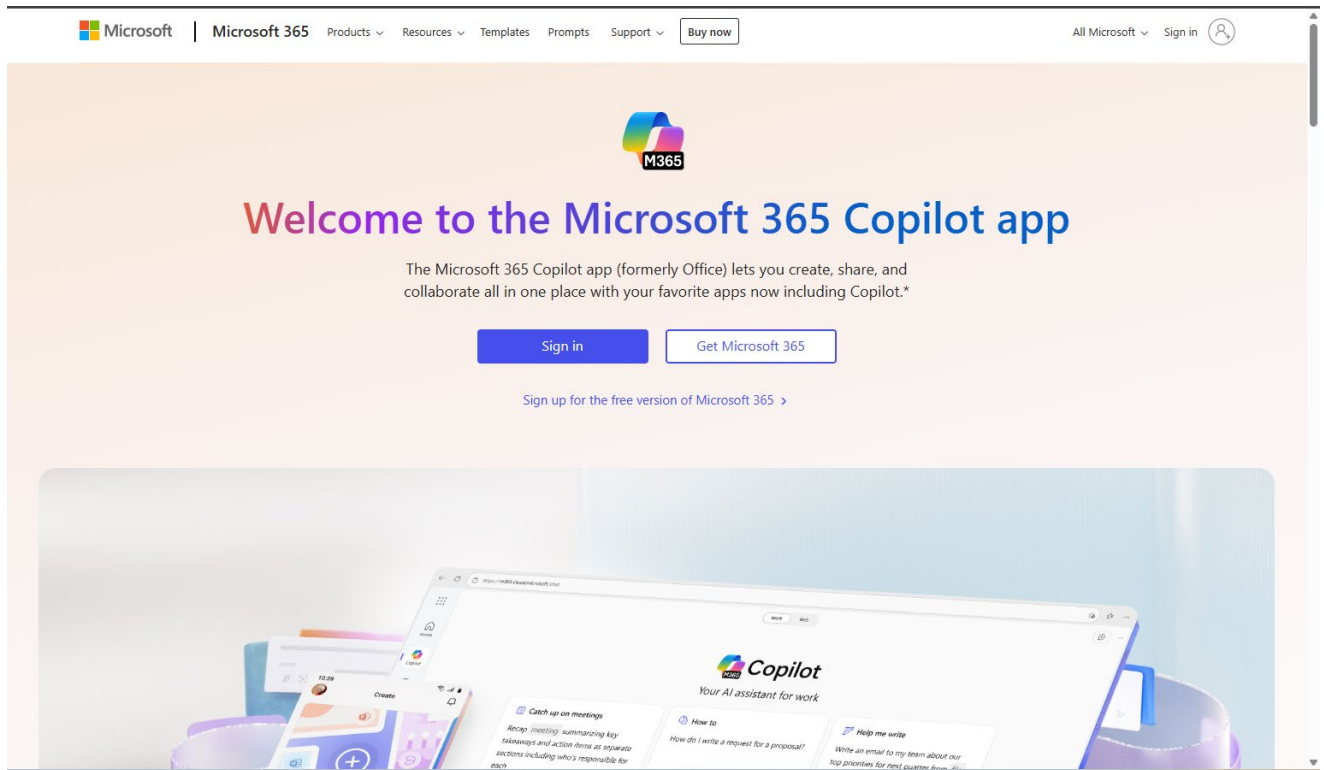 Microsoft
Microsoft 365
Products
Resources
Templates
Prompts
Support
Buy now
All Microsoft
Sign in
M365
Welcome to the Microsoft 365 Copilot app
The Microsoft 365 Copilot app (formerly Office) lets you create, share, and
collaborate all in one place with your favorite apps now including Copilot.*
Sign in
Get Microsoft 365
Sign up for the free version of Microsoft 365
Copilot
M365
Copilot
Your AI assistant for work
10:28
Create
Catch up on meetings
Recap meeting summarizing key
takeaways and action items as separate
sections including who's responsible for
each
How to
How do I write a request for a proposal?
Help me write
Write an email to my team about our
top priorities for next quarter from